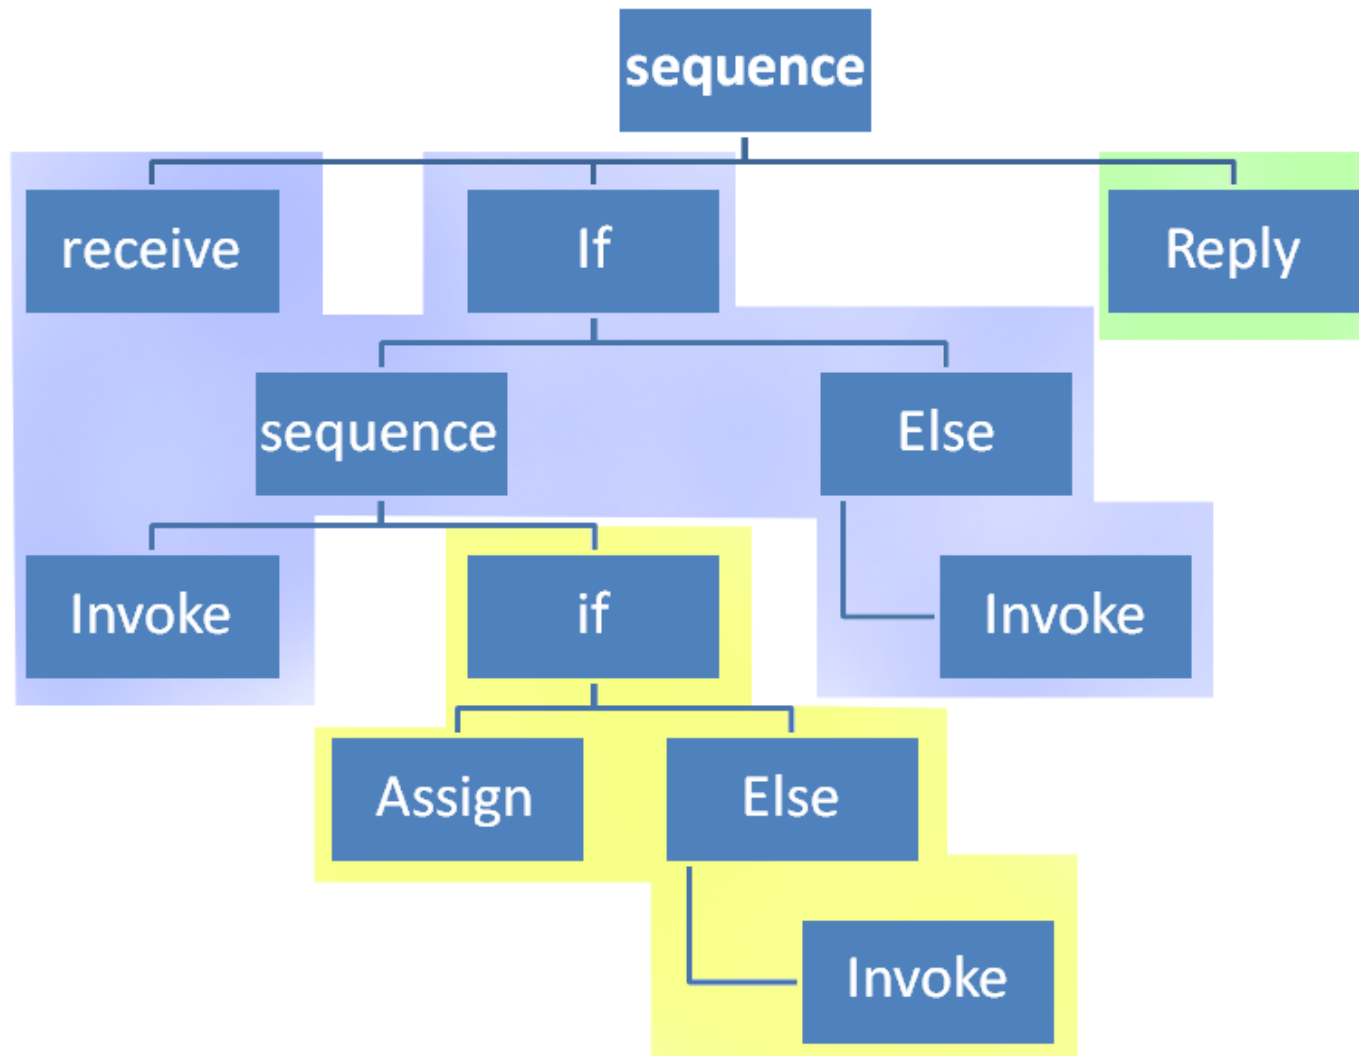 sequence
receive
If
Reply
sequence
Else
Invoke
if
Invoke
Assign
Else
Invoke